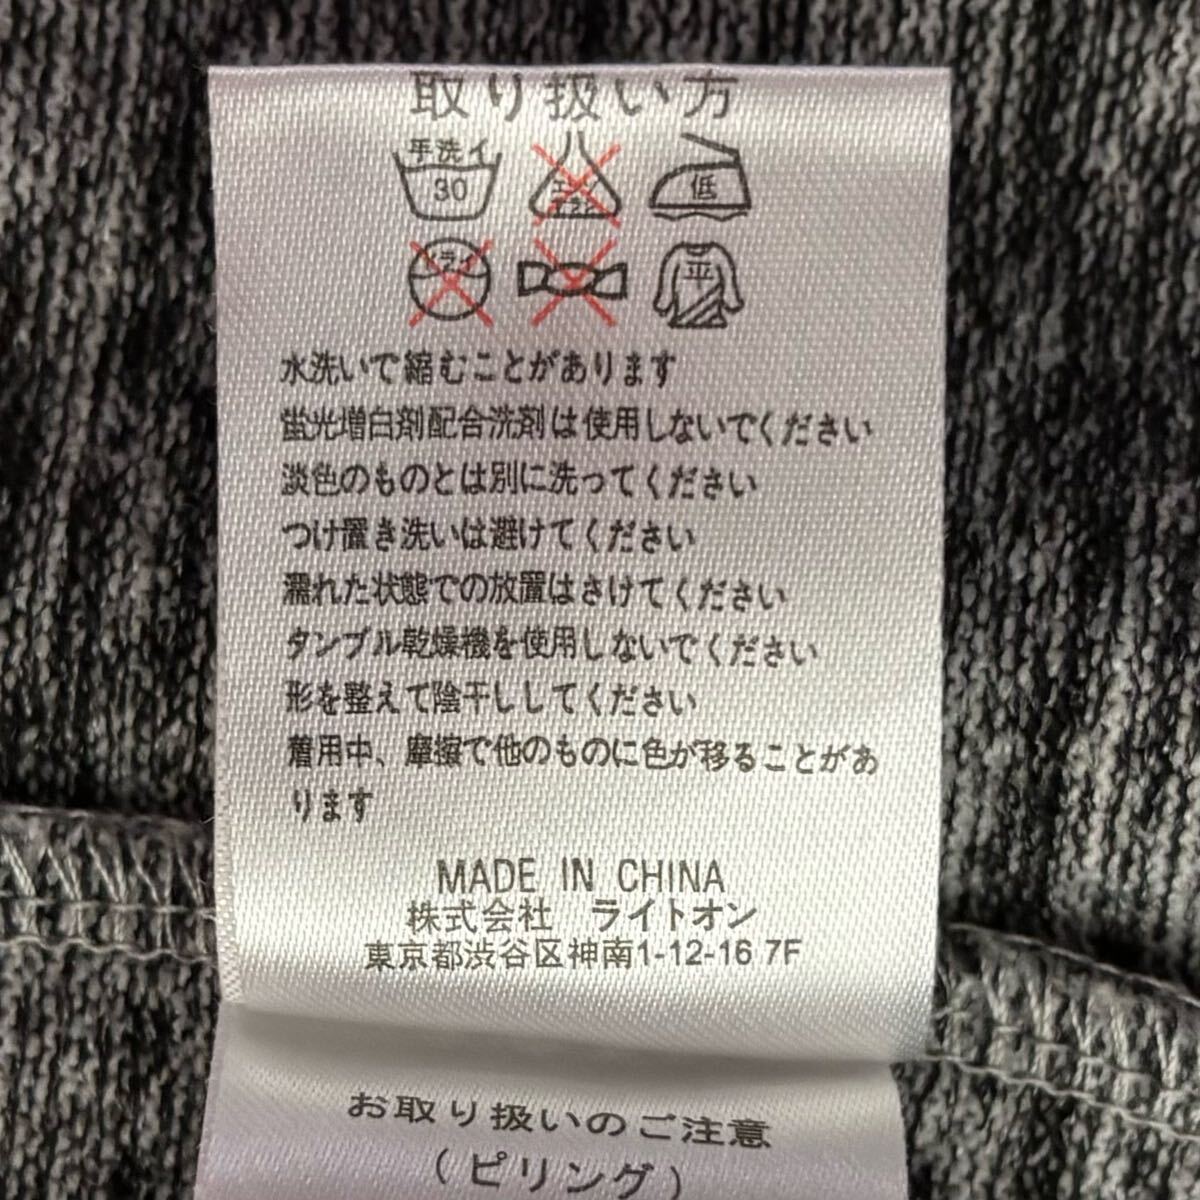 取り扱い方
手洗イ
30
低
平
水洗いで縮むことがあります
蛍光増白剤配合洗剤は使用しないでください
淡色のものとは別に洗ってください
つけ置き洗いは避けてください
濡れた状態での放置はさけてください
タンブル乾燥機を使用しないでください
形を整えて陰干ししてください
着用中、摩擦で他のものに色が移ることがあ
ります
MADE IN CHINA
株式会社 ライトオン
東京都渋谷区神南1-12-16 7F
お取り扱いのご注意
(ピリング)